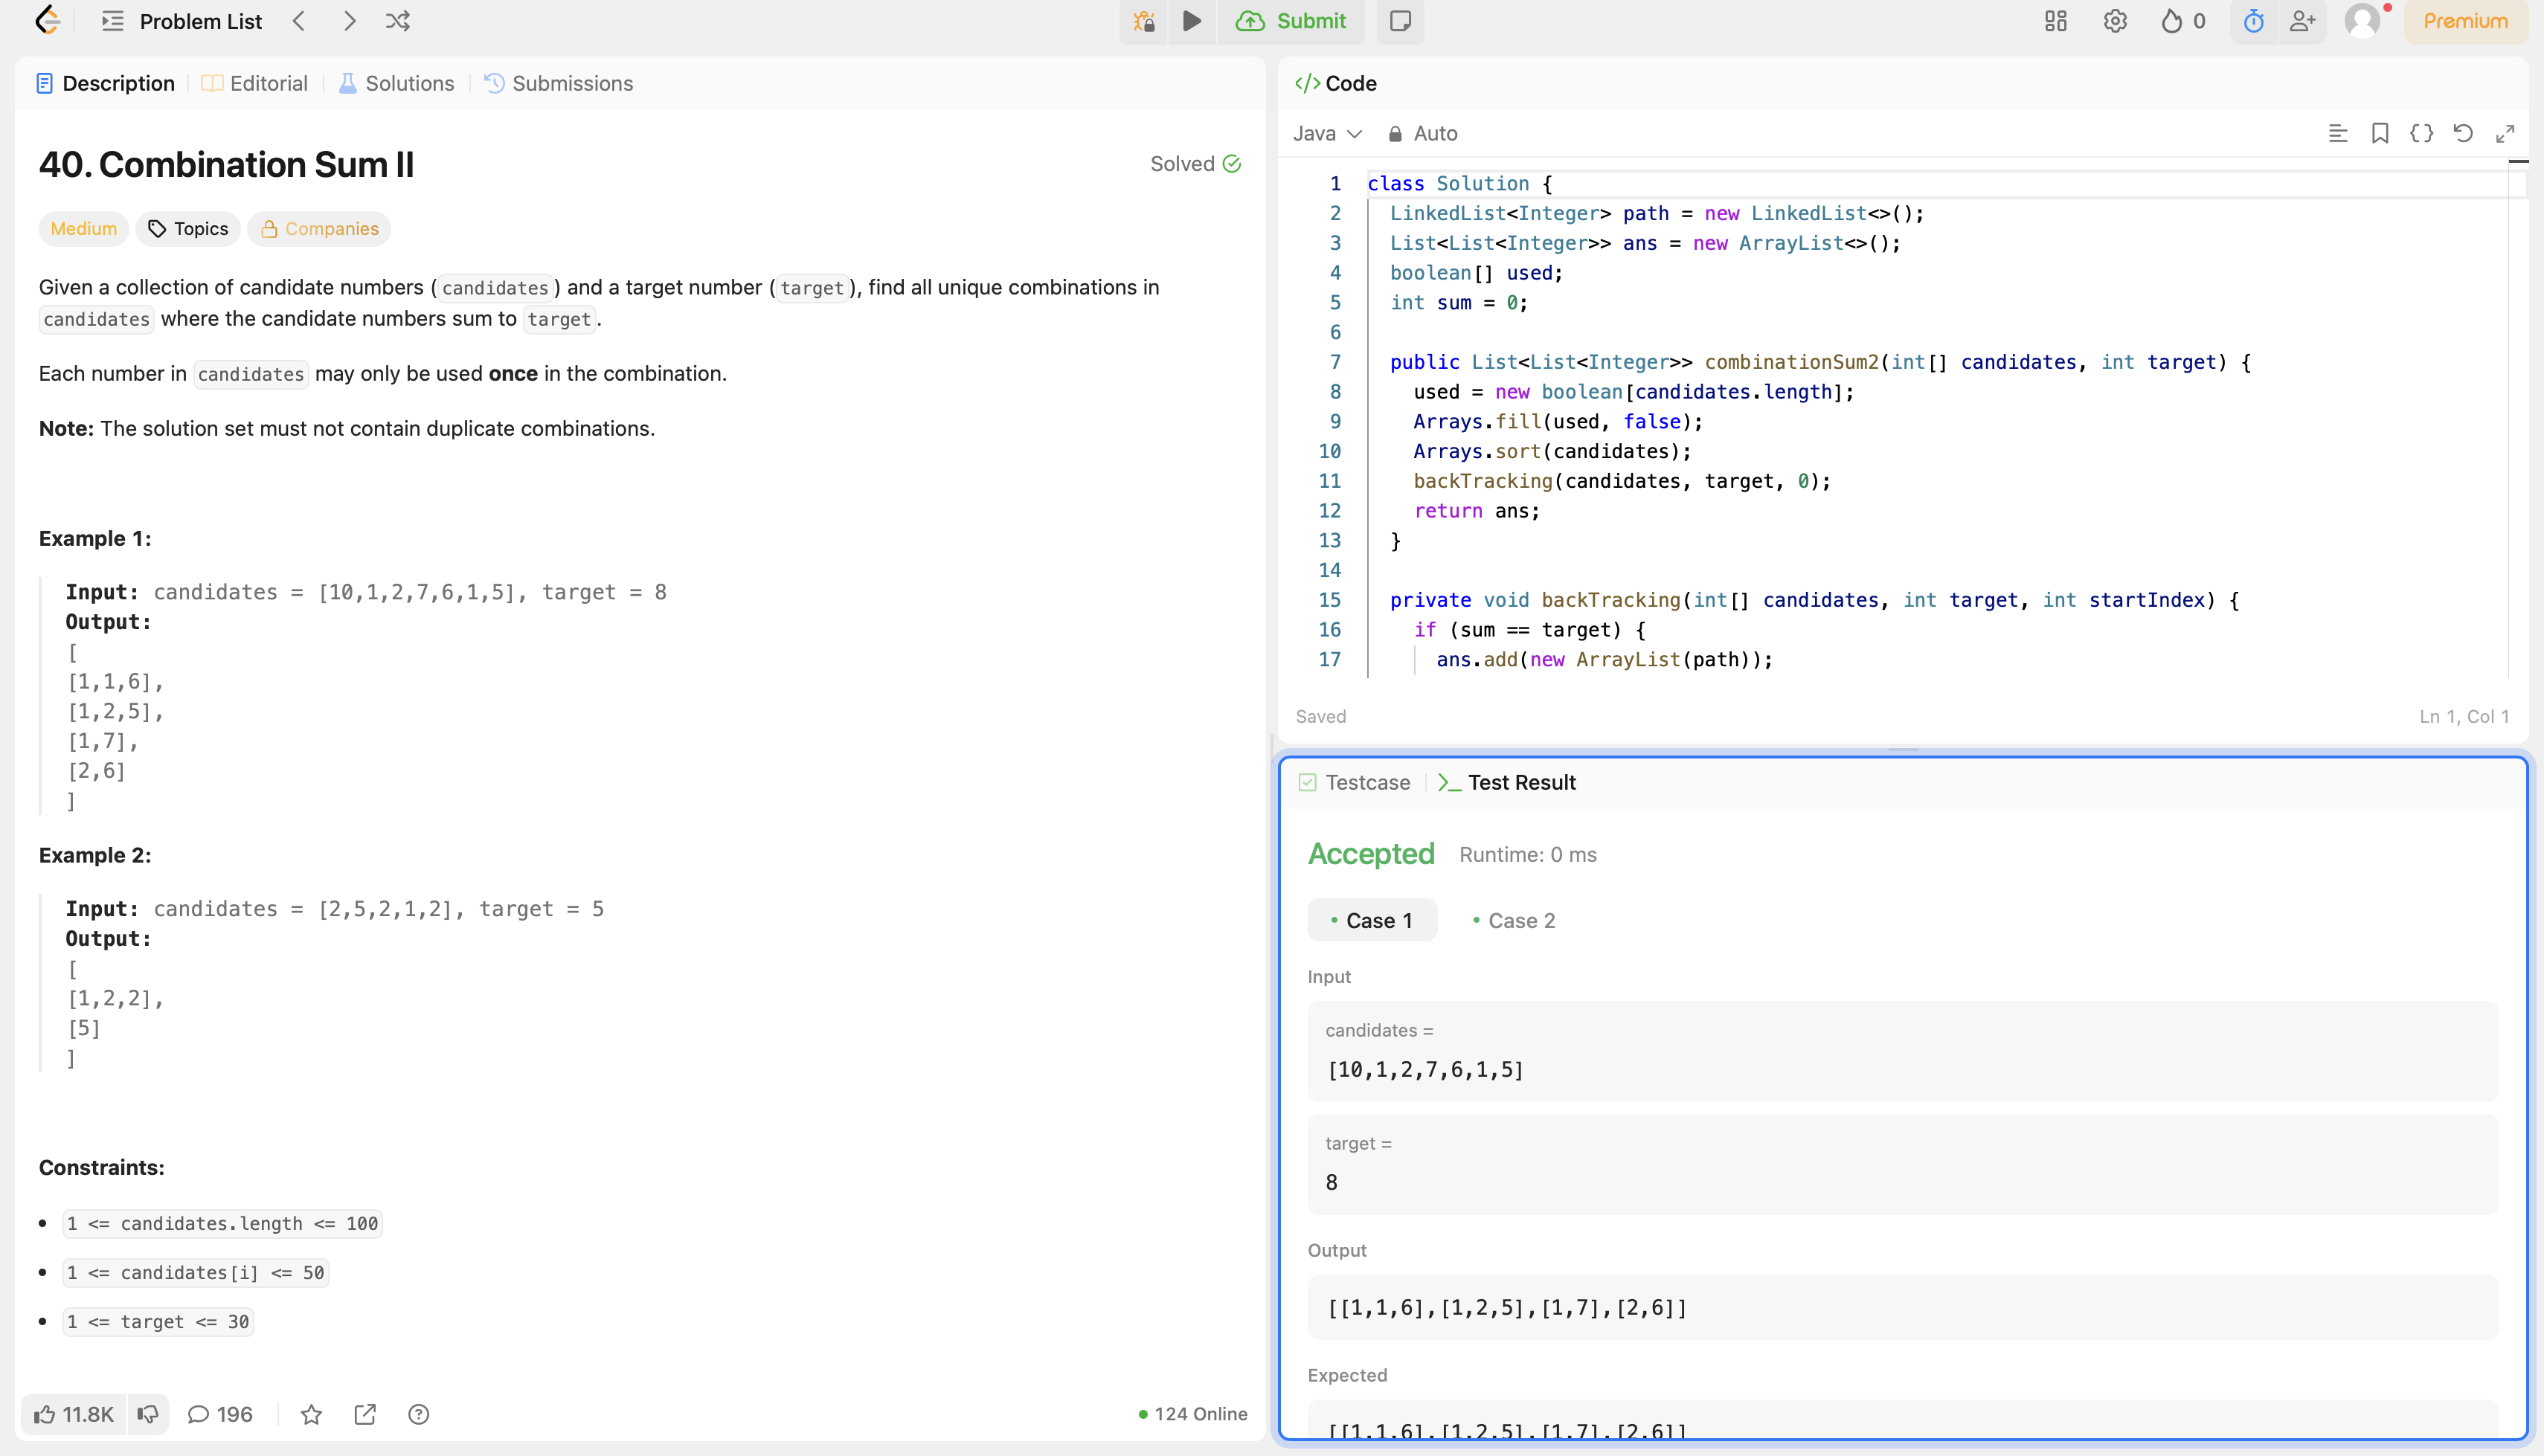 Problem List
Submit
0
Premium
Description
Editorial
Solutions
Submissions
40. Combination Sum II
Solved
Medium
Topics
Companies
Given a collection of candidate numbers (candidates) and a target number (target), find all unique combinations in
candidates where the candidate numbers sum to target.
Each number in candidates may only be used once in the combination.
Note: The solution set must not contain duplicate combinations.
Example 1:
Input: candidates = [10,1,2,7,6,1,5], target = 8
Output:
[
[1,1,6],
[1,2,5],
[1,7],
[2,6]
]
Example 2:
Input: candidates = [2,5,2,1,2], target = 5
Output:
[
[1,2,2],
[5]
]
Constraints:
1 <= candidates.length <= 100
1 <= candidates[i] <= 50
1 <= target <= 30
11.8K
196
124 Online
</> Code
Java
Auto
1 class Solution {
2 LinkedList<Integer> path = new LinkedList<>();
3 List<List<Integer>> ans = new ArrayList<>();
4 boolean[] used;
5 int sum = 0;
6
7 public List<List<Integer>> combinationSum2(int[] candidates, int target) {
8 used = new boolean[candidates.length];
9 Arrays.fill(used, false);
10 Arrays.sort(candidates);
11 backTracking(candidates, target, 0);
12 return ans;
13 }
14
15 private void backTracking(int[] candidates, int target, int startIndex) {
16 if (sum == target) {
17 ans.add(new ArrayList(path));
Saved
Ln 1, Col 1
Testcase
>_ Test Result
Accepted
Runtime: 0 ms
Case 1
Case 2
Input
candidates =
[10,1,2,7,6,1,5]
target =
8
Output
[[1,1,6],[1,2,5],[1,7],[2,6]]
Expected
[[1,1,6],[1,2,5],[1,7],[2,6]]